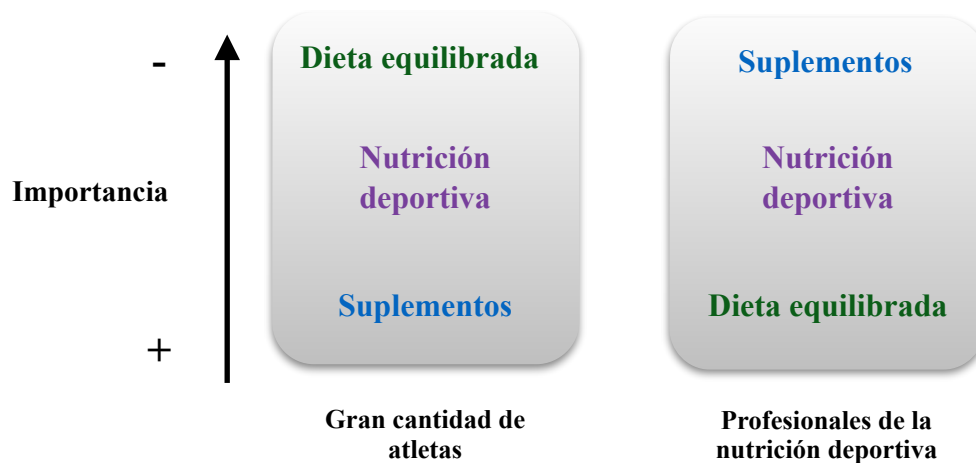 -
Importancia
+
Dieta equilibrada
Nutrición
deportiva
Suplementos
Gran cantidad de
atletas
Suplementos
Nutrición
deportiva
Dieta equilibrada
Profesionales de la
nutrición deportiva